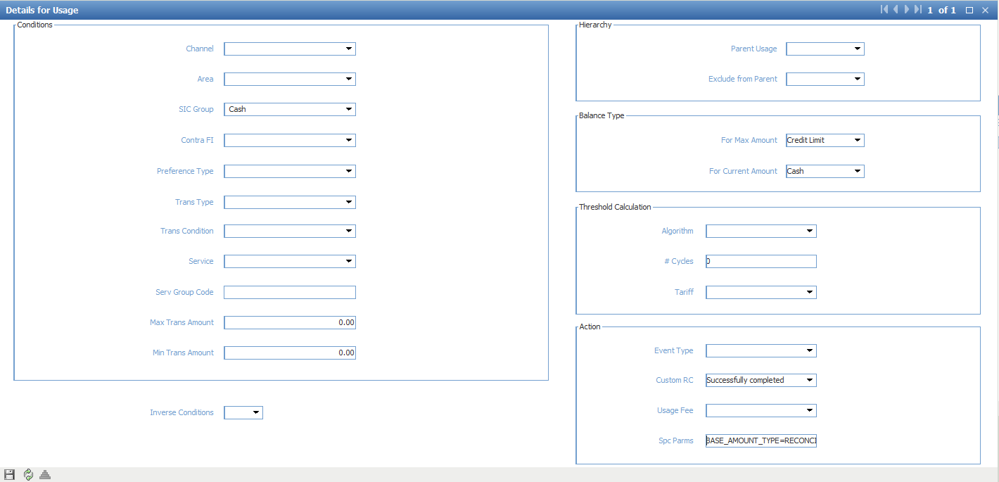 Details for Usage
1 of 1
Conditions
Channel
Area
SIC Group Cash
Contra FI
Preference Type
Trans Type
Trans Condition
Service
Serv Group Code
Max Trans Amount 0.00
Min Trans Amount 0.00
Inverse Conditions
Hierarchy
Parent Usage
Exclude from Parent
Balance Type
For Max Amount Credit Limit
For Current Amount Cash
Threshold Calculation
Algorithm
# Cycles 0
Tariff
Action
Event Type
Custom RC Successfully completed
Usage Fee
Spc Parms BASE_AMOUNT_TYPE=RECONCI